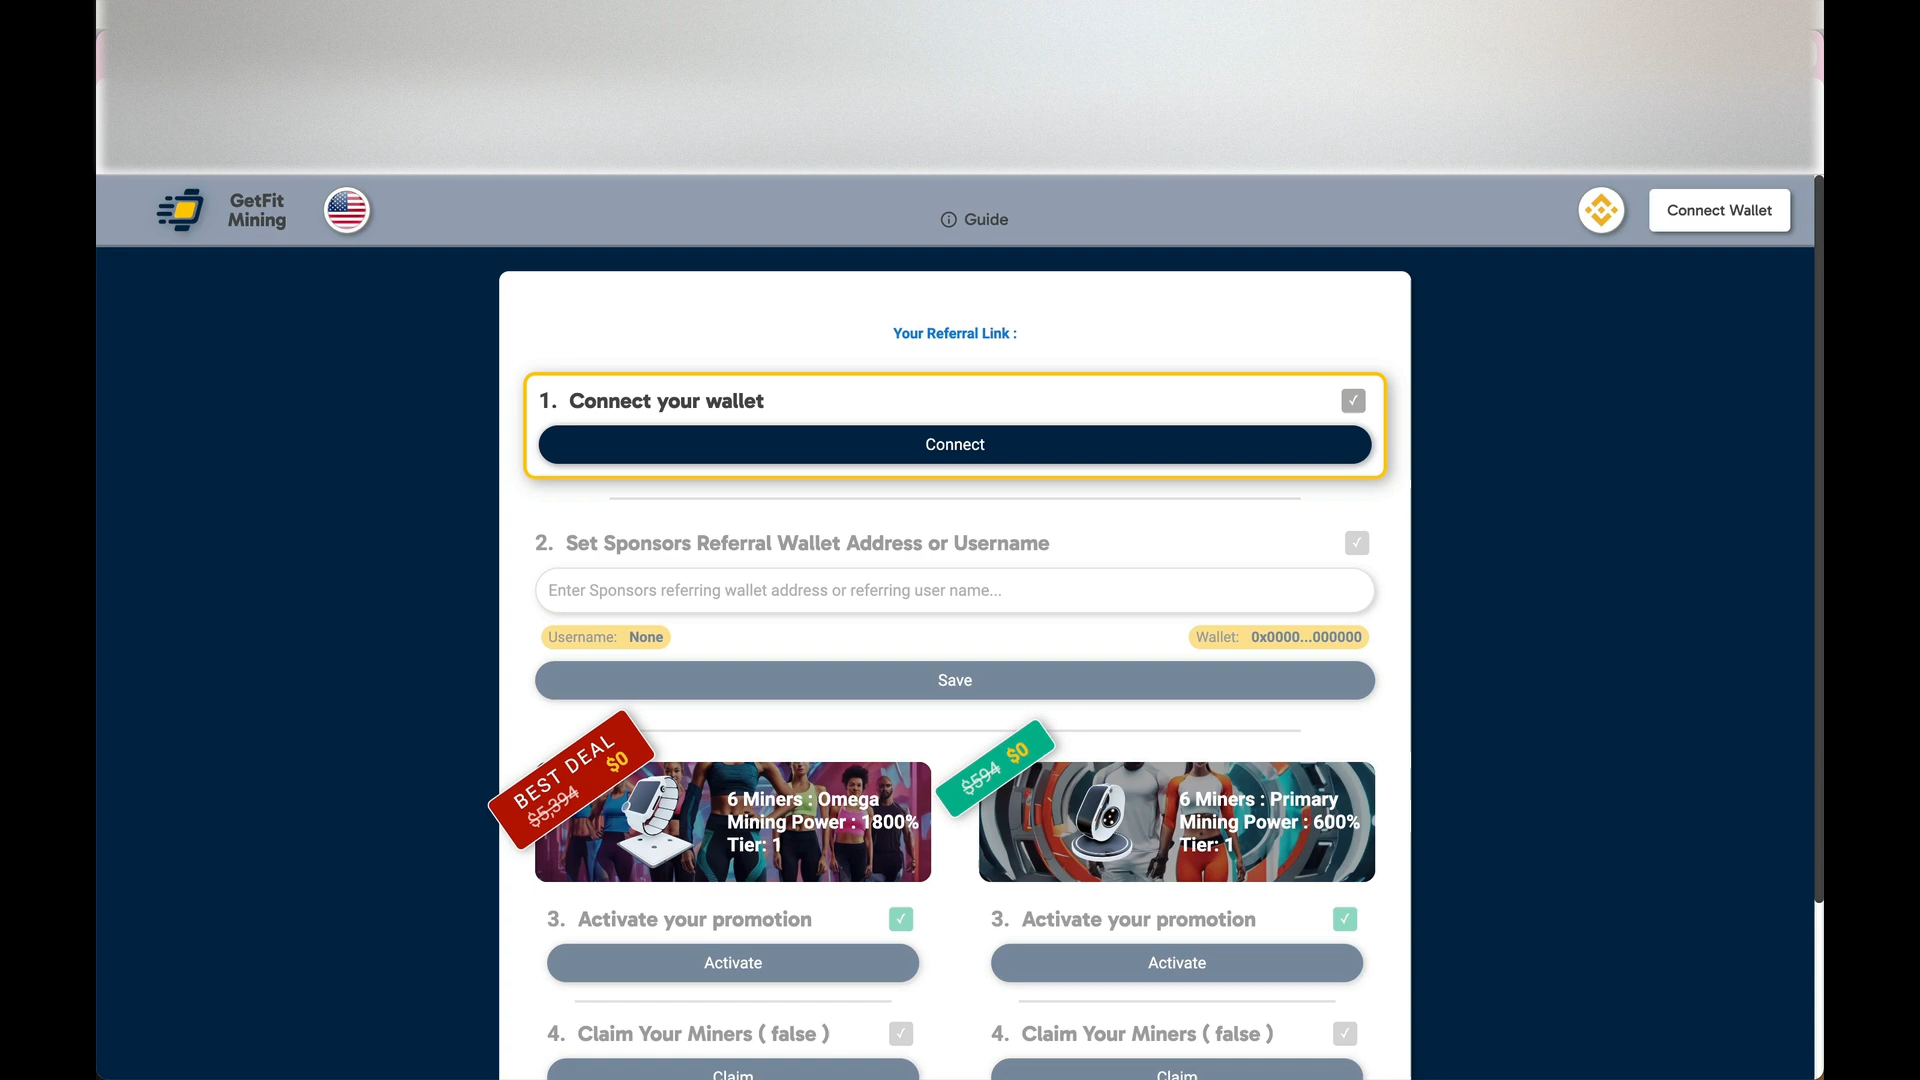 GetFit
Mining
Guide
Connect Wallet
Your Referral Link :
1. Connect your wallet
Connect
2. Set Sponsors Referral Wallet Address or Username
Enter Sponsors referring wallet address or referring user name...
Username: None
Wallet: 0x0000...000000
Save
BEST DEAL
$5,394 $0
6 Miners : Omega
Mining Power : 1800%
Tier: 1
$594 $0
6 Miners : Primary
Mining Power : 600%
Tier: 1
3. Activate your promotion
Activate
3. Activate your promotion
Activate
4. Claim Your Miners ( false )
Claim
4. Claim Your Miners ( false )
Claim